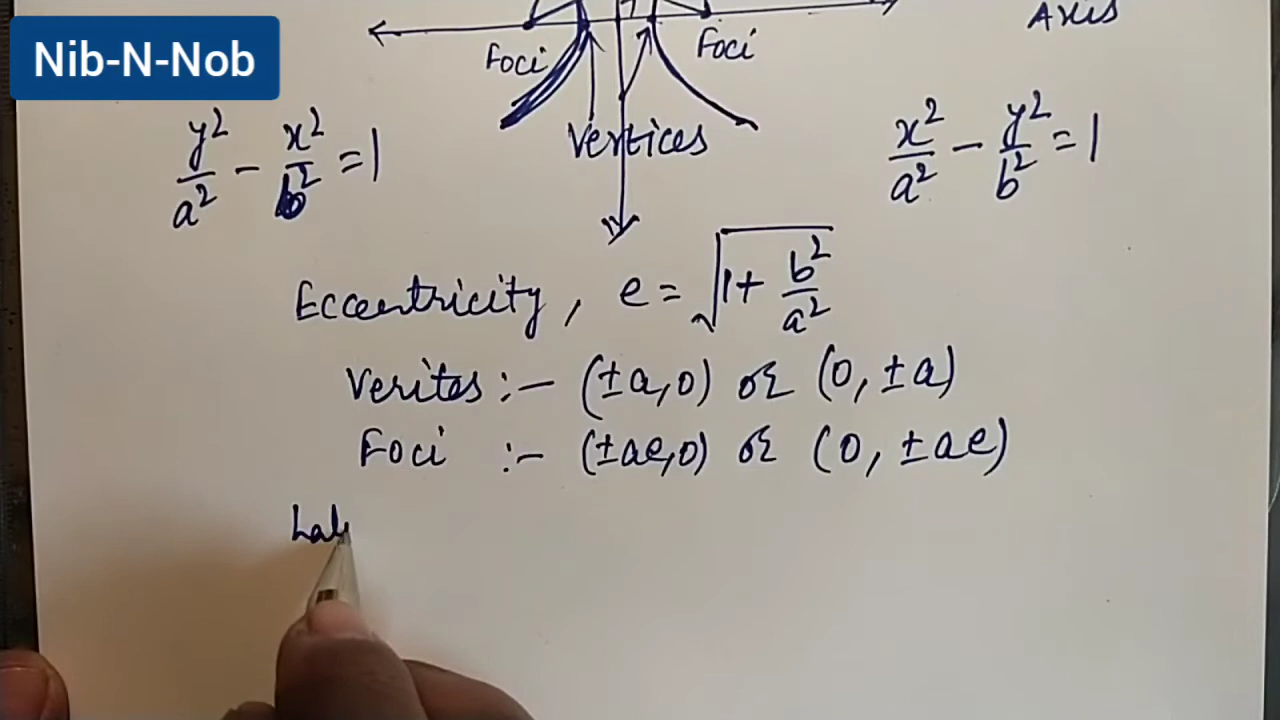 Nib-N-Nob
Axis
Foci
Foci
Vertices
y²/a² - x²/b² = 1
x²/a² - y²/b² = 1
Eccentricity, e = √(1 + b²/a²)
Verites :- (±a, 0) or (0, ±a)
Foci :- (±ae, 0) or (0, ±ae)